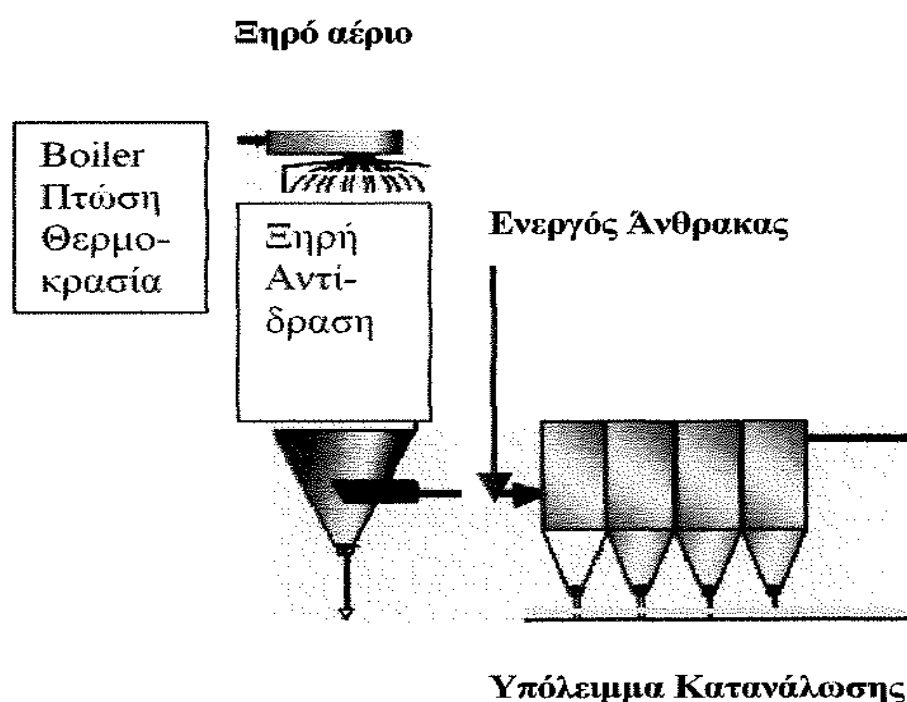 Ξηρό αέριο
Boiler
Πτώση
Θερμο-
κρασία
Ξηρή
Αντί-
δραση
Ενεργός Άνθρακας
Υπόλειμμα Κατανάλωσης